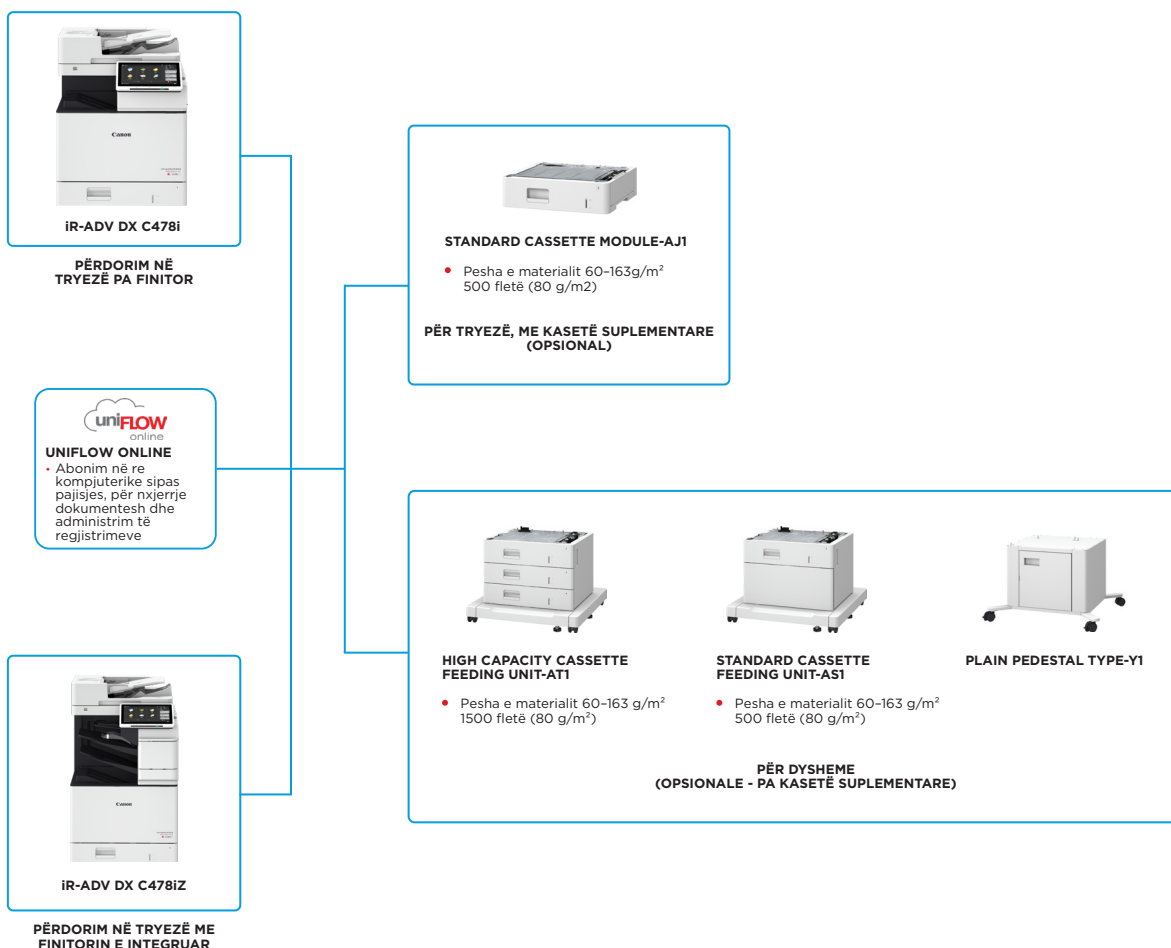 Canon
iR-ADV DX C478i
PËRDORIM NË
TRYEZË PA FINITOR
STANDARD CASSETTE MODULE-AJ1
• Pesha e materialit 60–163g/m²
500 fletë (80 g/m2)
PËR TRYEZË, ME KASETË SUPLEMENTARE
(OPSIONAL)
uniFLOW
online
UNIFLOW ONLINE
• Abonim në re
kompjuterike sipas
pajisjes, për nxjerrje
dokumentesh dhe
administrim të
regjistrimeve
HIGH CAPACITY CASSETTE
FEEDING UNIT-AT1
• Pesha e materialit 60–163 g/m²
1500 fletë (80 g/m²)
STANDARD CASSETTE
FEEDING UNIT-AS1
• Pesha e materialit 60–163 g/m²
500 fletë (80 g/m²)
PLAIN PEDESTAL TYPE-Y1
PËR DYSHEME
(OPSIONALE - PA KASETË SUPLEMENTARE)
Canon
iR-ADV DX C478iZ
PËRDORIM NË TRYEZË ME
FINITORIN E INTEGRUAR